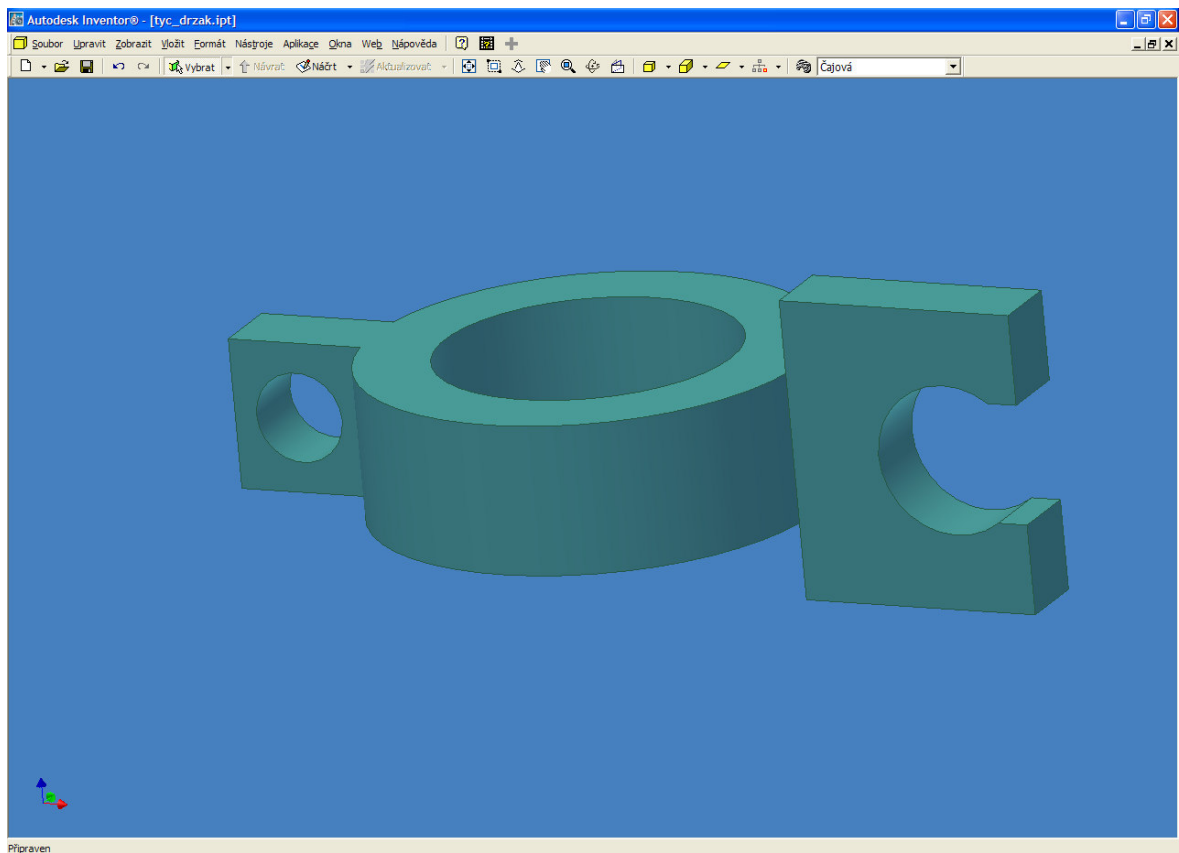 Autodesk Inventor® - [tyc_drzak.ipt]
Soubor Upravit Zobrazit Vložit Formát Nástroje Aplikace Okna Web Nápověda
Vybrat Návrat Náčrt Aktualizovat Čajová
Připraven